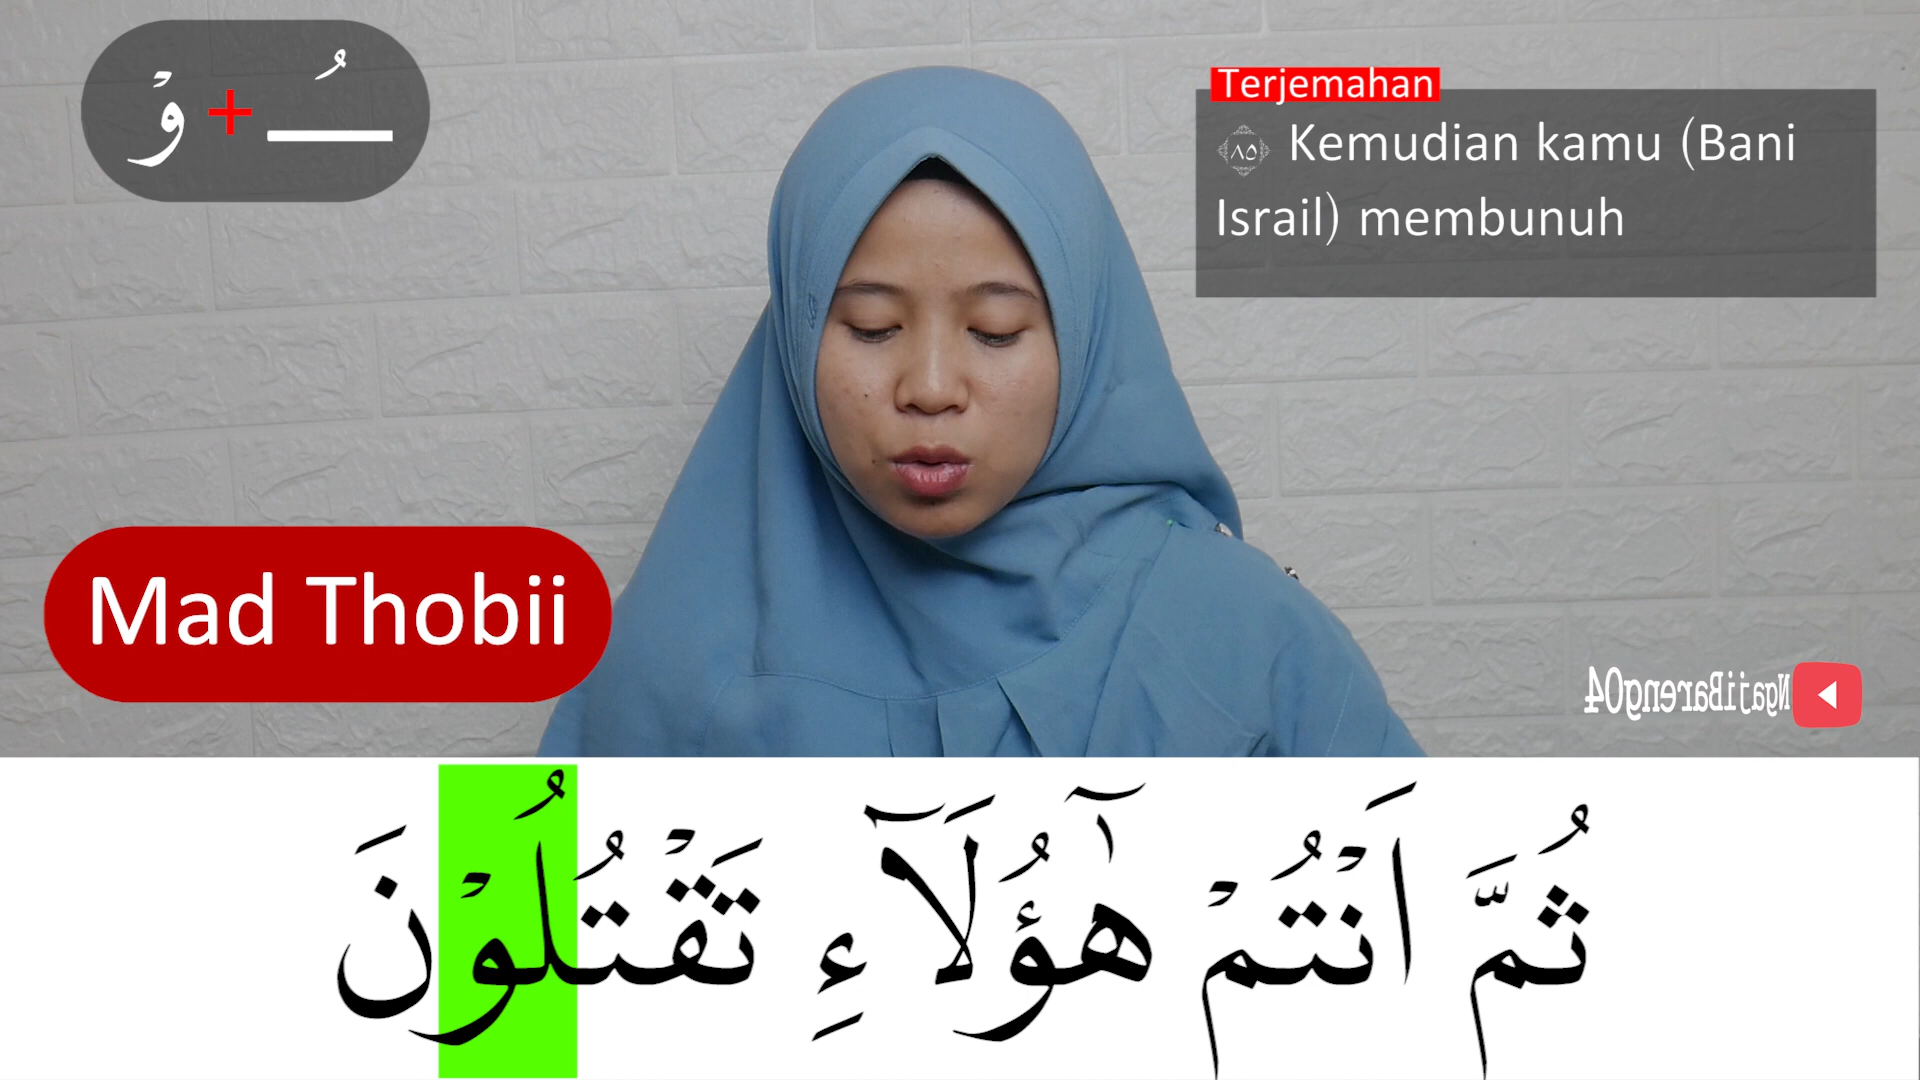 ـُ + وْ
Terjemahan
٨٥ Kemudian kamu (Bani
Israil) membunuh
Mad Thobii
NgajiBareng04
ثُمَّ اَنْتُمْ هٰٓؤُلَاۤءِ تَقْتُلُوْنَ